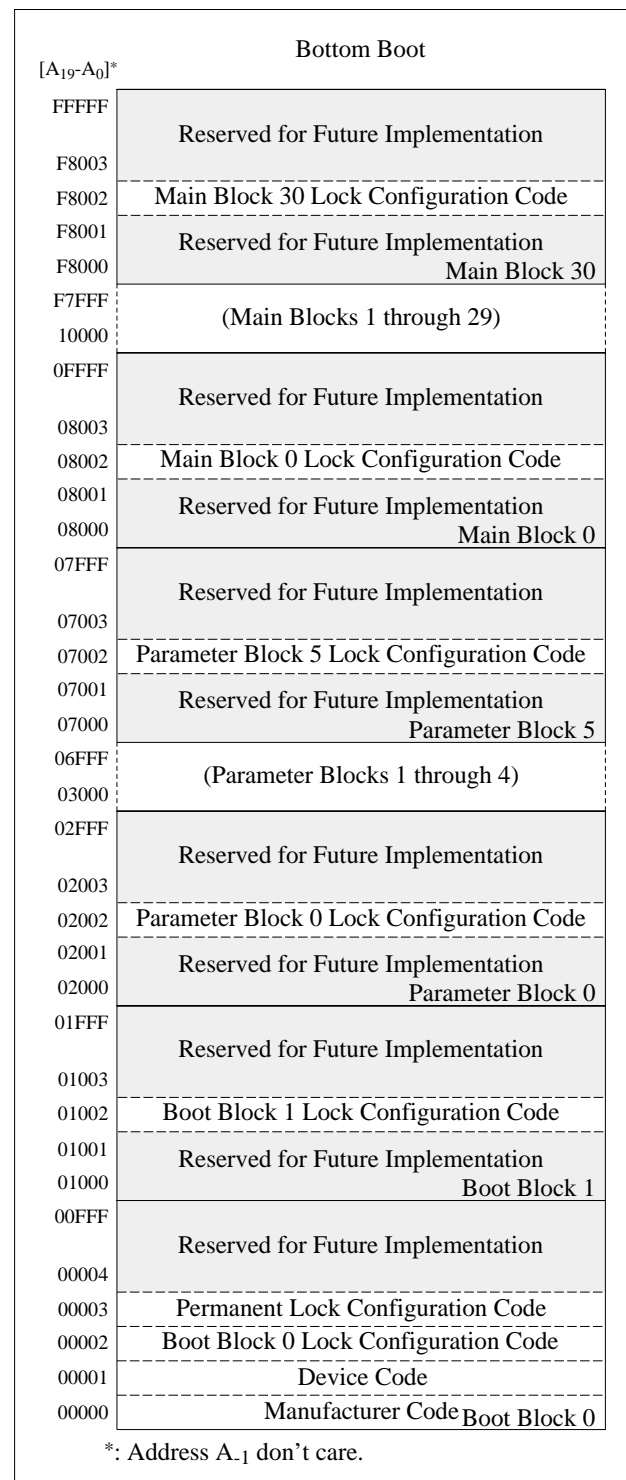 Bottom Boot
[A19-A0]*
FFFFF
Reserved for Future Implementation
F8003
F8002 Main Block 30 Lock Configuration Code
F8001
Reserved for Future Implementation
F8000
Main Block 30
F7FFF
(Main Blocks 1 through 29)
10000
0FFFF
Reserved for Future Implementation
08003
08002 Main Block 0 Lock Configuration Code
08001
Reserved for Future Implementation
08000
Main Block 0
07FFF
Reserved for Future Implementation
07003
07002 Parameter Block 5 Lock Configuration Code
07001
Reserved for Future Implementation
07000
Parameter Block 5
06FFF
(Parameter Blocks 1 through 4)
03000
02FFF
Reserved for Future Implementation
02003
02002 Parameter Block 0 Lock Configuration Code
02001
Reserved for Future Implementation
02000
Parameter Block 0
01FFF
Reserved for Future Implementation
01003
01002 Boot Block 1 Lock Configuration Code
01001
Reserved for Future Implementation
01000
Boot Block 1
00FFF
Reserved for Future Implementation
00004
00003 Permanent Lock Configuration Code
00002 Boot Block 0 Lock Configuration Code
00001 Device Code
00000 Manufacturer Code Boot Block 0
*: Address A-1 don't care.